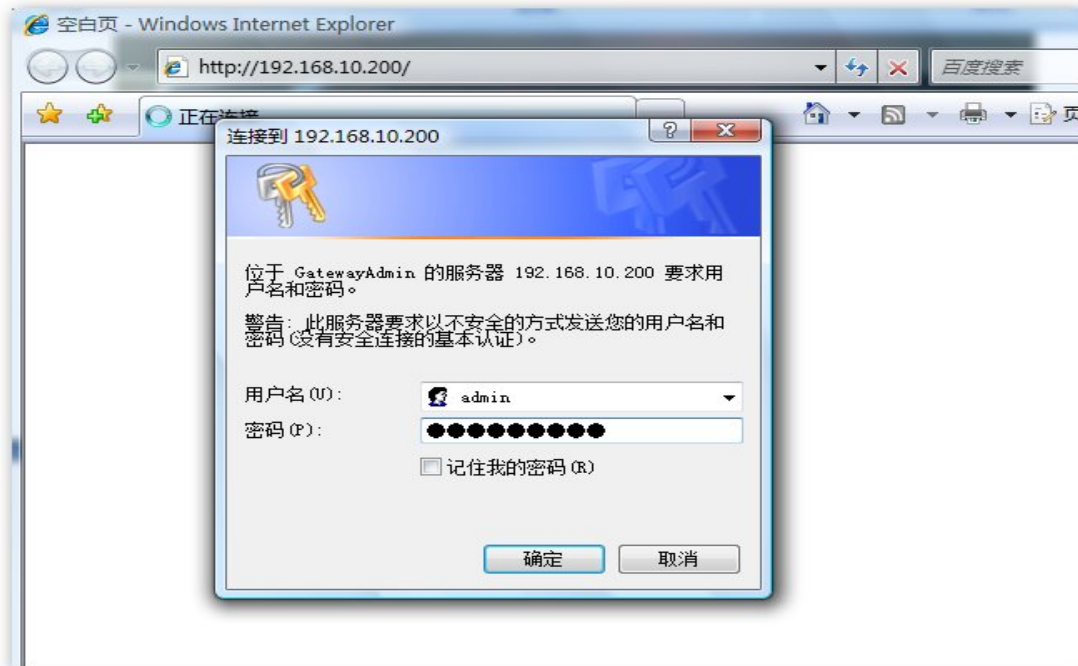 空白页 - Windows Internet Explorer
http://192.168.10.200/
百度搜索
正在连接
页
连接到 192.168.10.200
位于 GatewayAdmin 的服务器 192.168.10.200 要求用
户名和密码。
警告: 此服务器要求以不安全的方式发送您的用户名和
密码(没有安全连接的基本认证)。
用户名(U):
admin
密码(P):
●●●●●●●●●
记住我的密码(R)
确定
取消